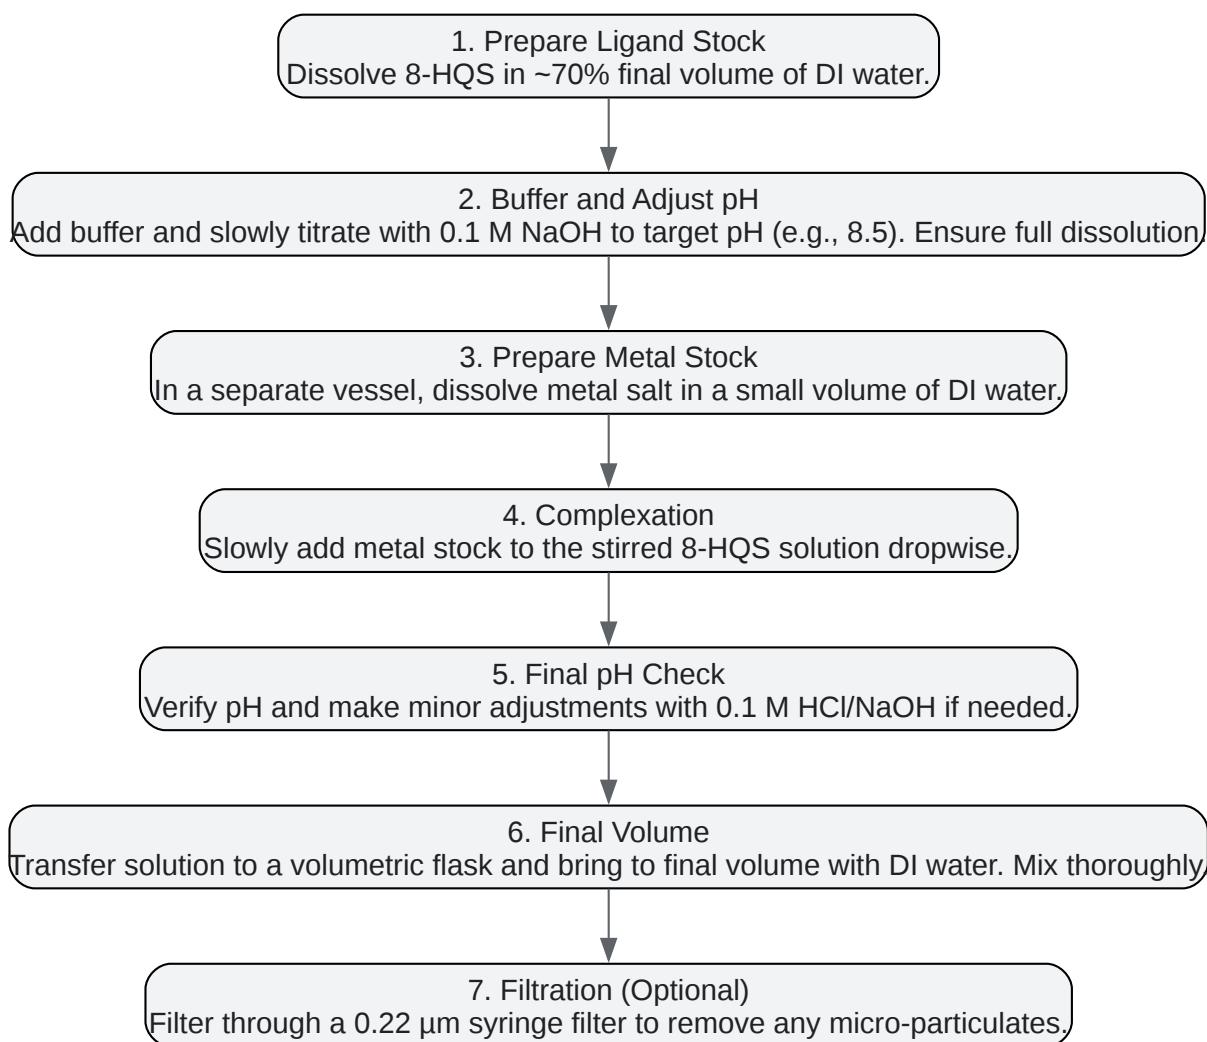 1. Prepare Ligand Stock
Dissolve 8-HQS in ~70% final volume of DI water.
2. Buffer and Adjust pH
Add buffer and slowly titrate with 0.1 M NaOH to target pH (e.g., 8.5). Ensure full dissolution.
3. Prepare Metal Stock
In a separate vessel, dissolve metal salt in a small volume of DI water.
4. Complexation
Slowly add metal stock to the stirred 8-HQS solution dropwise.
5. Final pH Check
Verify pH and make minor adjustments with 0.1 M HCl/NaOH if needed.
6. Final Volume
Transfer solution to a volumetric flask and bring to final volume with DI water. Mix thoroughly.
7. Filtration (Optional)
Filter through a 0.22 µm syringe filter to remove any micro-particulates.